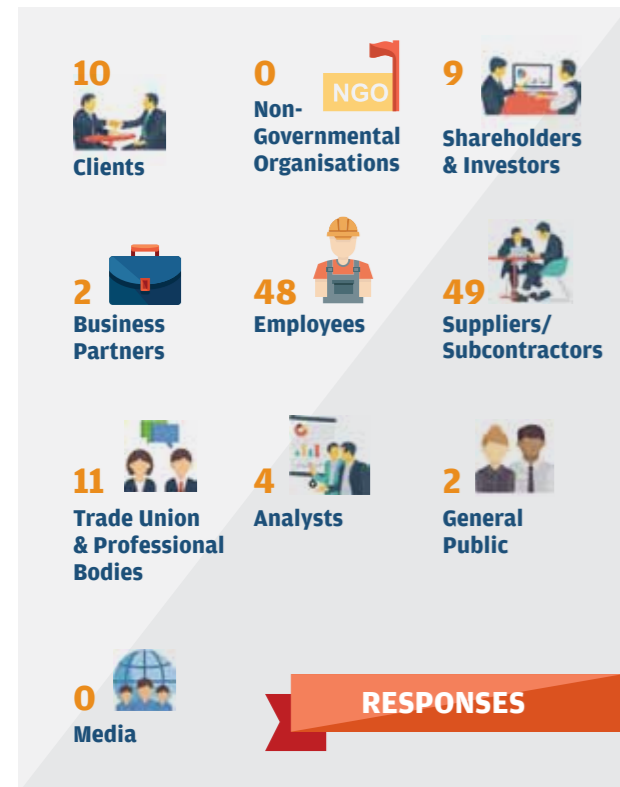 10
Clients
0
NGO
Non-
Governmental
Organisations
9
Shareholders
& Investors
2
Business
Partners
48
Employees
49
Suppliers/
Subcontractors
11
Trade Union
& Professional
Bodies
4
Analysts
2
General
Public
0
Media
RESPONSES